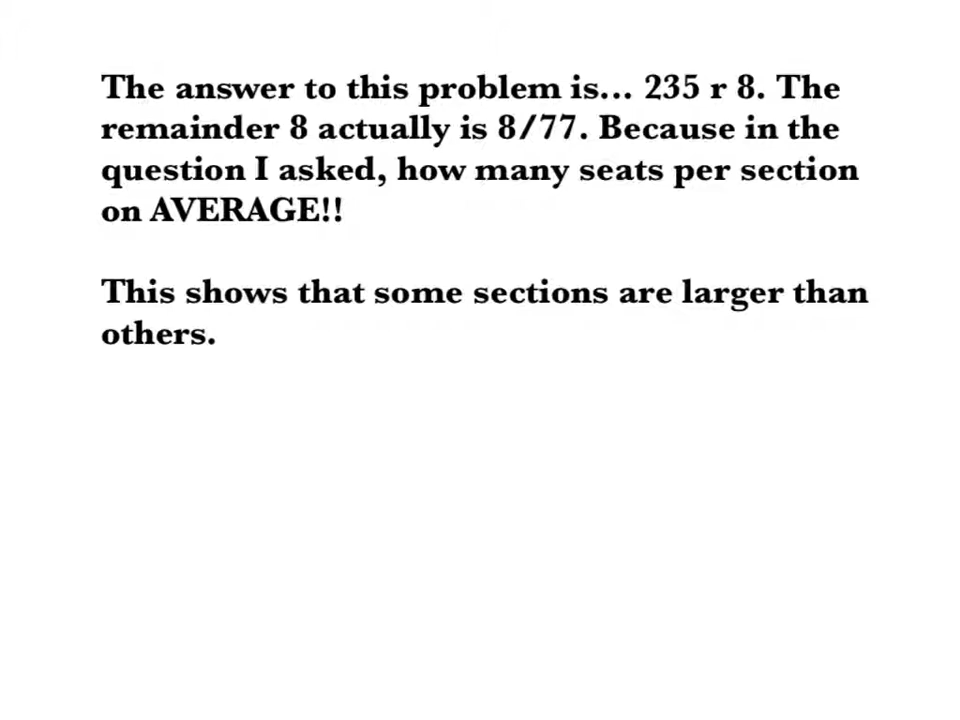 The answer to this problem is... 235 r 8. The
remainder 8 actually is 8/77. Because in the
question I asked, how many seats per section
on AVERAGE!!
This shows that some sections are larger than
others.